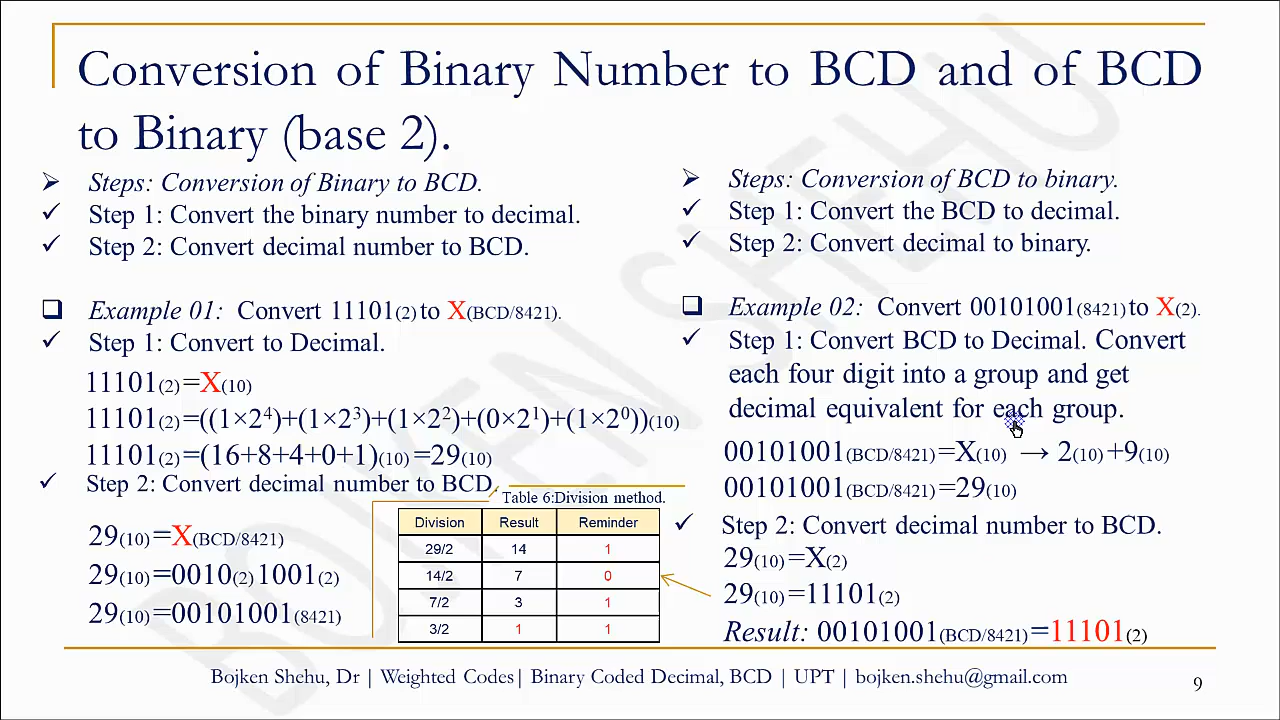 Conversion of Binary Number to BCD and of BCD
to Binary (base 2).
Steps: Conversion of Binary to BCD.
Step 1: Convert the binary number to decimal.
Step 2: Convert decimal number to BCD.
Example 01: Convert 11101(2) to X(BCD/8421).
Step 1: Convert to Decimal.
11101(2)=X(10)
11101(2)=((1×2⁴)+(1×2³)+(1×2²)+(0×2¹)+(1×2⁰))(10)
11101(2)=(16+8+4+0+1)(10)=29(10)
Step 2: Convert decimal number to BCD.
29(10)=X(BCD/8421)
29(10)=0010(2)1001(2)
29(10)=00101001(8421)
Table 6:Division method.
Division Result Reminder
29/2 14 1
14/2 7 0
7/2 3 1
3/2 1 1
Steps: Conversion of BCD to binary.
Step 1: Convert the BCD to decimal.
Step 2: Convert decimal to binary.
Example 02: Convert 00101001(8421) to X(2).
Step 1: Convert BCD to Decimal. Convert
each four digit into a group and get
decimal equivalent for each group.
00101001(BCD/8421)=X(10) → 2(10)+9(10)
00101001(BCD/8421)=29(10)
Step 2: Convert decimal number to BCD.
29(10)=X(2)
29(10)=11101(2)
Result: 00101001(BCD/8421)=11101(2)
Bojken Shehu, Dr | Weighted Codes| Binary Coded Decimal, BCD | UPT | bojken.shehu@gmail.com
9
BOJKEN SHEHU